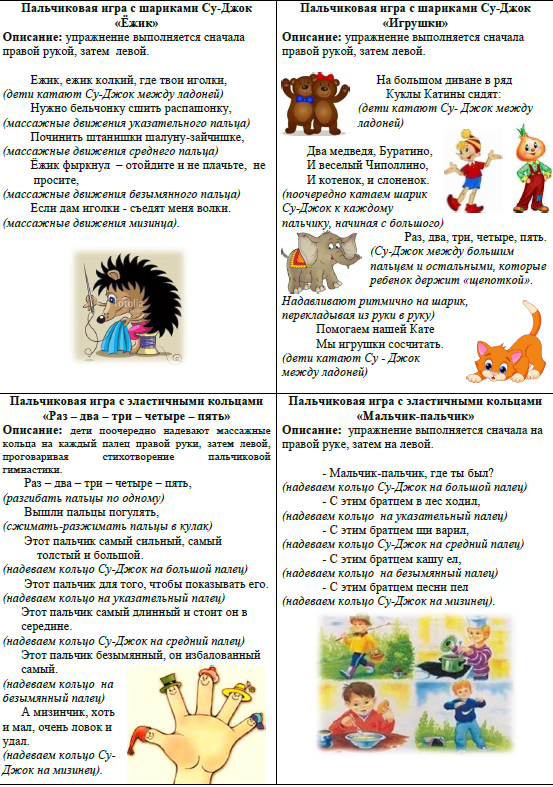 Пальчиковая игра с шариками Су-Джок
«Ёжик»
Описание: упражнение выполняется сначала
правой рукой, затем левой.
Ежик, ежик колкий, где твои иголки,
(дети катают Су-Джок между ладоней)
Нужно бельчонку сшить распашонку,
(массажные движения указательного пальца)
Починить штанишки шалуну-зайчишке,
(массажные движения среднего пальца)
Ёжик фыркнул – отойдите и не плачьте, не
просите,
(массажные движения безымянного пальца)
Если дам иголки - съедят меня волки.
(массажные движения мизинца).
Пальчиковая игра с шариками Су-Джок
«Игрушки»
Описание: упражнение выполняется сначала
правой рукой, затем левой.
На большом диване в ряд
Куклы Катины сидят:
(дети катают Су- Джок между
ладоней)
Два медведя, Буратино,
И веселый Чиполлино,
И котенок, и слоненок.
(поочередно катаем шарик
Су-Джок к каждому
пальчику, начиная с большого)
Раз, два, три, четыре, пять.
(Су-Джок между большим
пальцем и остальными, которые
ребенок держит «щепоткой».
Надавливают ритмично на шарик,
перекладывая из руки в руку)
Помогаем нашей Кате
Мы игрушки сосчитать.
(дети катают Су - Джок
между ладоней)
Пальчиковая игра с эластичными кольцами
«Раз – два – три – четыре – пять»
Описание: дети поочередно надевают массажные
кольца на каждый палец правой руки, затем левой,
проговаривая стихотворение пальчиковой
гимнастики.
Раз – два – три – четыре – пять,
(разгибать пальцы по одному)
Вышли пальцы погулять,
(сжимать-разжимать пальцы в кулак)
Этот пальчик самый сильный, самый
толстый и большой.
(надеваем кольцо Су-Джок на большой палец)
Этот пальчик для того, чтобы показывать его.
(надеваем кольцо на указательный палец)
Этот пальчик самый длинный и стоит он в
середине.
(надеваем кольцо Су-Джок на средний палец)
Этот пальчик безымянный, он избалованный
самый.
(надеваем кольцо на
безымянный палец)
А мизинчик, хоть
и мал, очень ловок и
удал.
(надеваем кольцо Су-
Джок на мизинец).
Пальчиковая игра с эластичными кольцами
«Мальчик-пальчик»
Описание: упражнение выполняется сначала на
правой руке, затем на левой.
- Мальчик-пальчик, где ты был?
(надеваем кольцо Су-Джок на большой палец)
- С этим братцем в лес ходил,
(надеваем кольцо на указательный палец)
- С этим братцем щи варил,
(надеваем кольцо Су-Джок на средний палец)
- С этим братцем кашу ел,
(надеваем кольцо на безымянный палец)
- С этим братцем песни пел
(надеваем кольцо Су-Джок на мизинец).